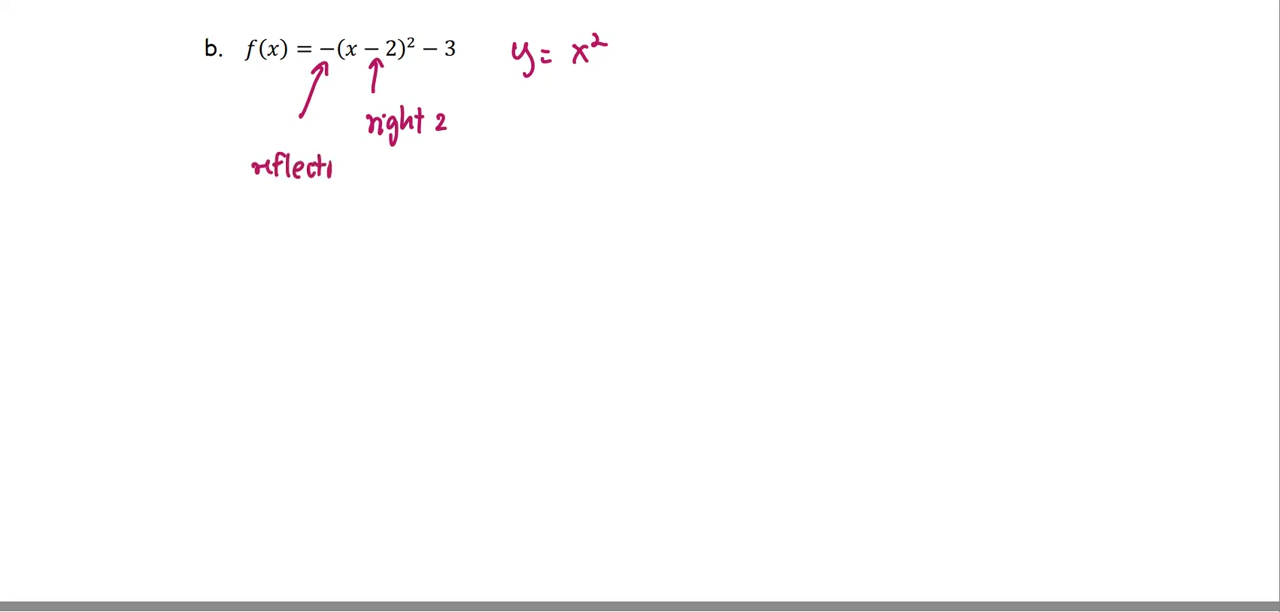 b. f(x) = −(x − 2)² − 3 y = x²
right 2
reflecti